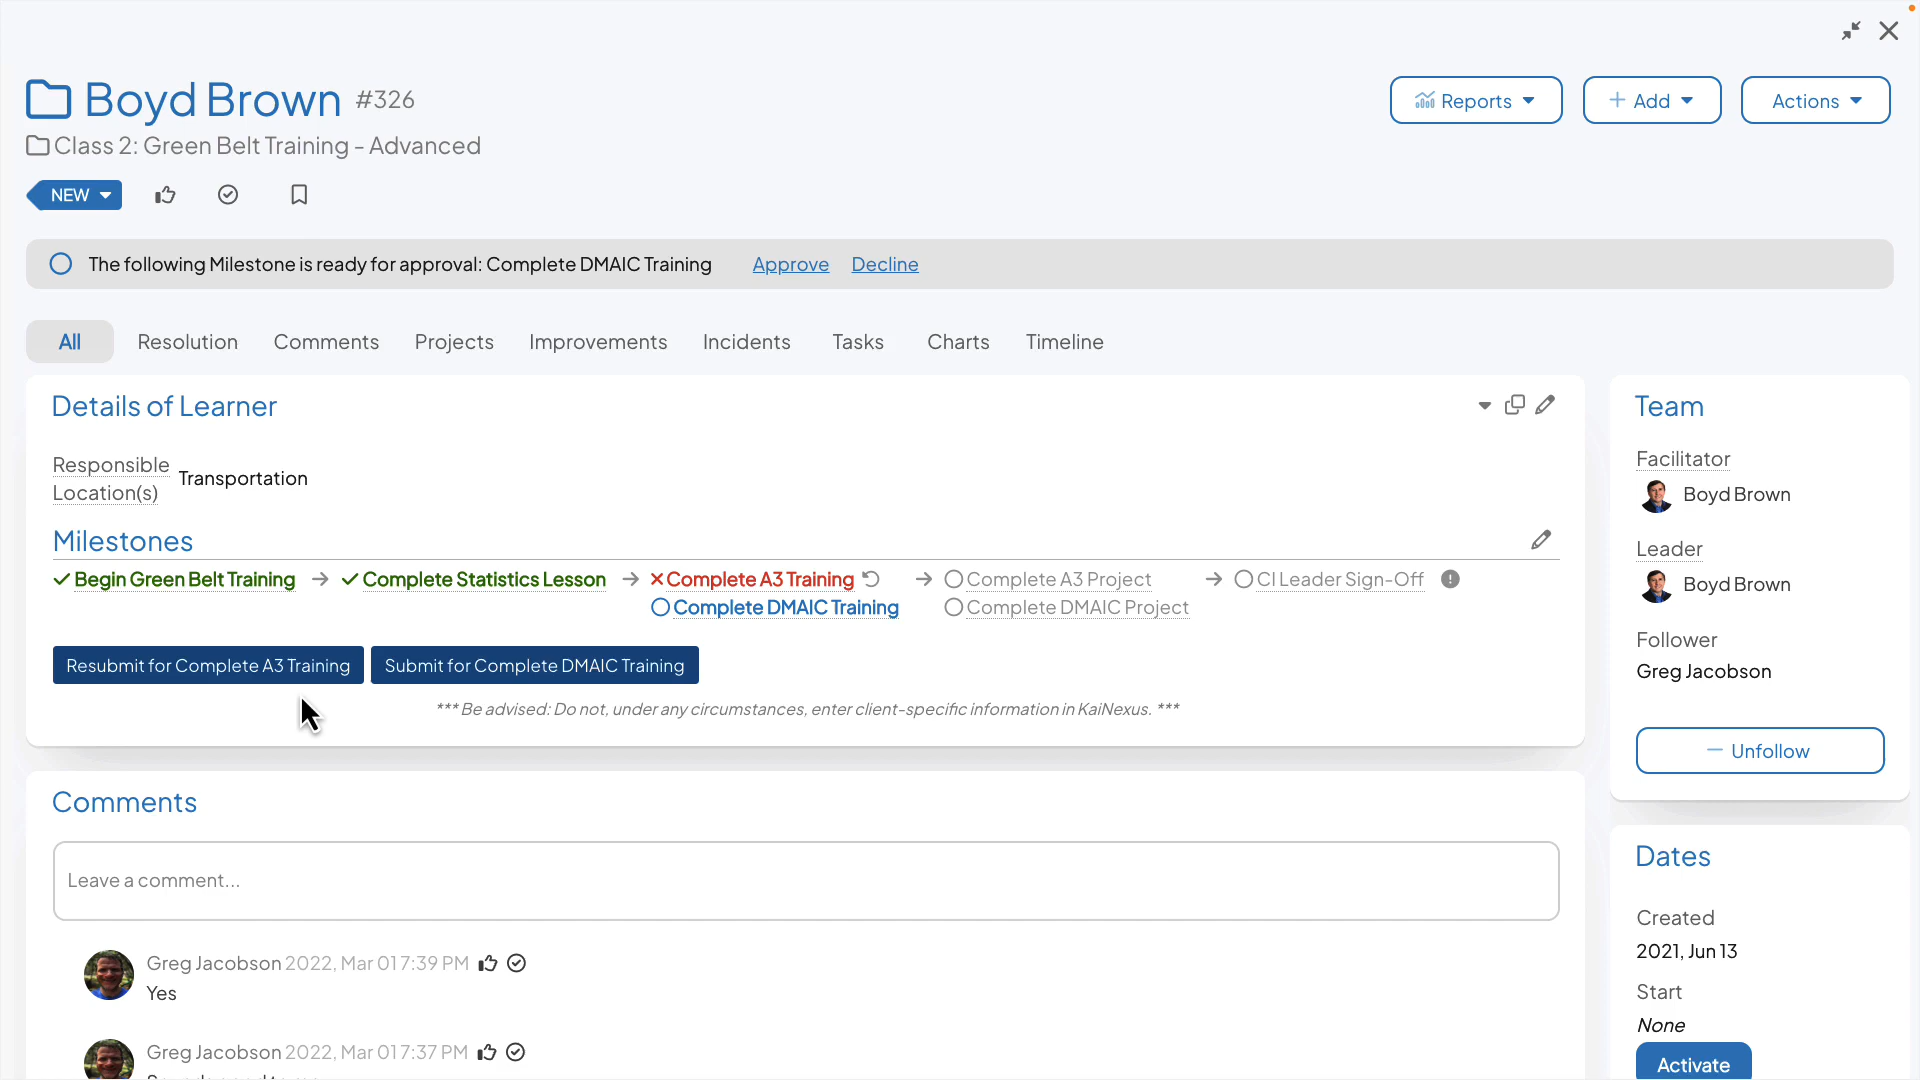 Boyd Brown #326
Reports
Add
Actions
Class 2: Green Belt Training - Advanced
NEW
The following Milestone is ready for approval: Complete DMAIC Training Approve Decline
All Resolution Comments Projects Improvements Incidents Tasks Charts Timeline
Details of Learner
Responsible
Location(s)
Transportation
Milestones
Begin Green Belt Training → Complete Statistics Lesson → Complete A3 Training → Complete A3 Project → CI Leader Sign-Off
Complete DMAIC Training Complete DMAIC Project
Resubmit for Complete A3 Training Submit for Complete DMAIC Training
*** Be advised: Do not, under any circumstances, enter client-specific information in KaiNexus. ***
Comments
Leave a comment...
Greg Jacobson 2022, Mar 01 7:39 PM
Yes
Greg Jacobson 2022, Mar 01 7:37 PM
Team
Facilitator
Boyd Brown
Leader
Boyd Brown
Follower
Greg Jacobson
Unfollow
Dates
Created
2021, Jun 13
Start
None
Activate